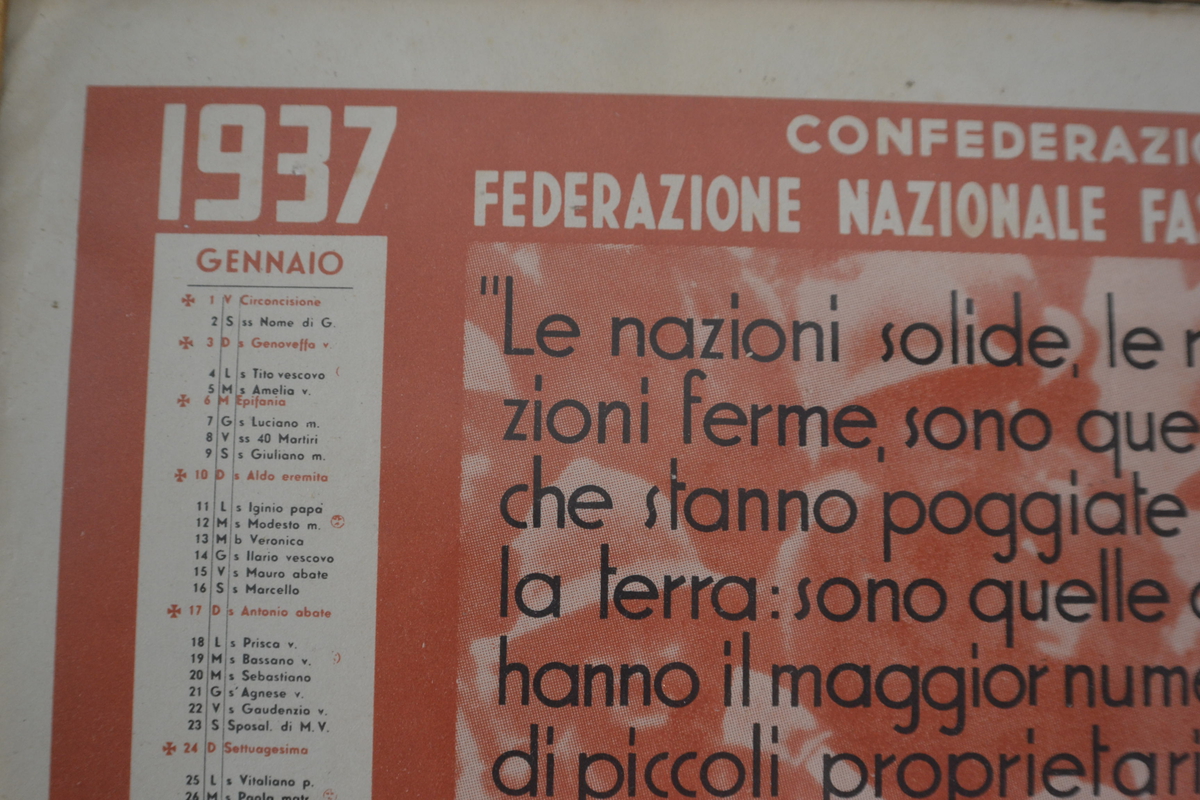 1937
CONFEDERAZIO
FEDERAZIONE NAZIONALE FA
GENNAIO
✠ 1 V Circoncisione
2 S ss Nome di G.
✠ 3 D s Genoveffa v.
4 L s Tito vescovo
5 M s Amelia v.
✠ 6 M Epifania
7 G s Luciano m.
8 V ss 40 Martiri
9 S s Giuliano m.
✠ 10 D s Aldo eremita
11 L s Iginio papa
12 M s Modesto m.
13 M b Veronica
14 G s Ilario vescovo
15 V s Mauro abate
16 S s Marcello
✠ 17 D s Antonio abate
18 L s Prisca v.
19 M s Bassano v.
20 M s Sebastiano
21 G s Agnese v.
22 V s Gaudenzio v.
23 S Sposal. di M.V.
✠ 24 D Settuagesima
25 L s Vitaliano p.
26 M s Paola matr.
"Le nazioni solide, le n
zioni ferme, sono que
che stanno poggiate
la terra: sono quelle
hanno il maggior nume
di piccoli proprietari